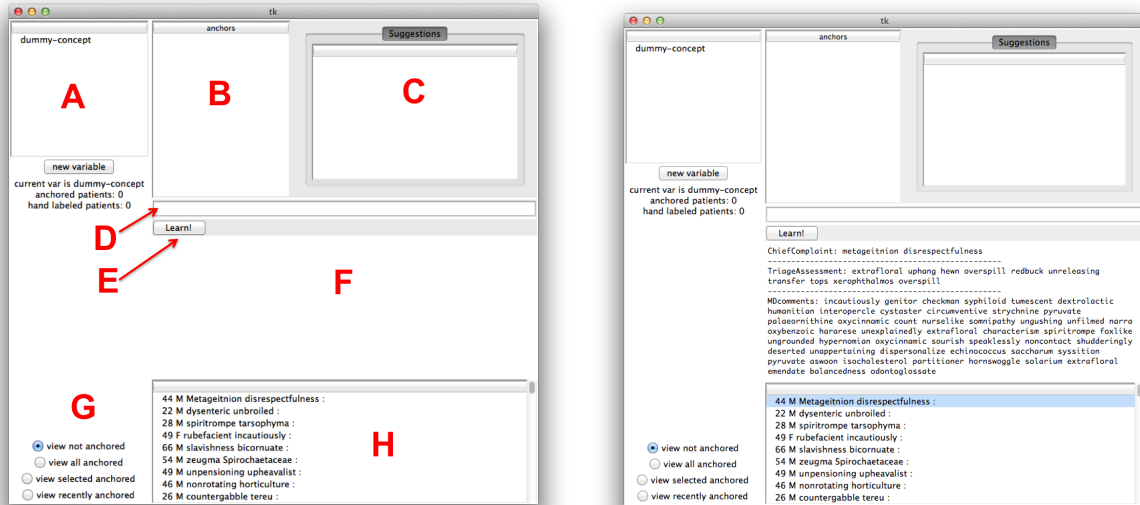 tk
dummy-concept
A
anchors
B
Suggestions
C
new variable
current var is dummy-concept
anchored patients: 0
hand labeled patients: 0
D
Learn!
E
F
G
view not anchored
view all anchored
view selected anchored
view recently anchored
44 M Metageitnion disrespectfulness :
22 M dysenteric unbroiled :
28 M spiritrompe tarsophyma :
49 F rubefacient incautiously :
66 M slavishness bicornuate :
54 M zeugma Spirochaetaceae :
49 M unpensioning upheavalist :
46 M nonrotating horticulture :
26 M countergabble tereu :
H
tk
dummy-concept
anchors
Suggestions
new variable
current var is dummy-concept
anchored patients: 0
hand labeled patients: 0
Learn!
ChiefComplaint: metageitnion disrespectfulness
--------------------------------------------------
TriageAssessment: extrafloral uphang hewn overspill redbuck unreleasing
transfer tops xerophthalmos overspill
--------------------------------------------------
MDcomments: incautiously genitor checkman syphiloid tumescent dextrolactic
humanitian interopercle cystaster circumventive strychnine pyruvate
palaeornithine oxycinnamic count nurselike somnipathy ungushing unfilmed narra
oxybenzoic hararese unexplainedly extrafloral characterism spiritrompe foxlike
ungrounded hypernomian oxycinnamic sourish speaklessly noncontact shudderingly
deserted unappertaining dispersonalize echinococcus saccharum syssition
pyruvate aswoon isocholesterol partitioner hornswoggle solarium extrafloral
emendate balancedness odontoglossate
view not anchored
view all anchored
view selected anchored
view recently anchored
44 M Metageitnion disrespectfulness :
22 M dysenteric unbroiled :
28 M spiritrompe tarsophyma :
49 F rubefacient incautiously :
66 M slavishness bicornuate :
54 M zeugma Spirochaetaceae :
49 M unpensioning upheavalist :
46 M nonrotating horticulture :
26 M countergabble tereu :